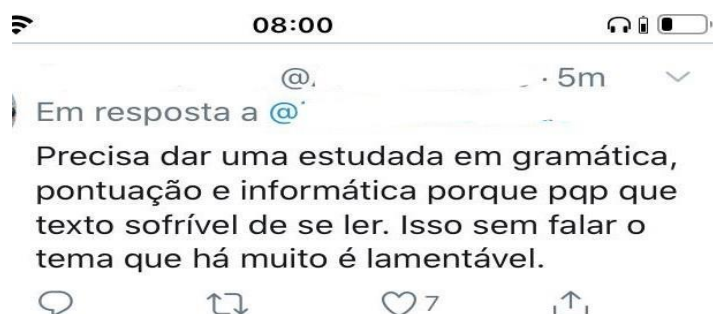 08:00
@ · 5m
Em resposta a @
Precisa dar uma estudada em gramática,
pontuação e informática porque pqp que
texto sofrível de se ler. Isso sem falar o
tema que há muito é lamentável.
7